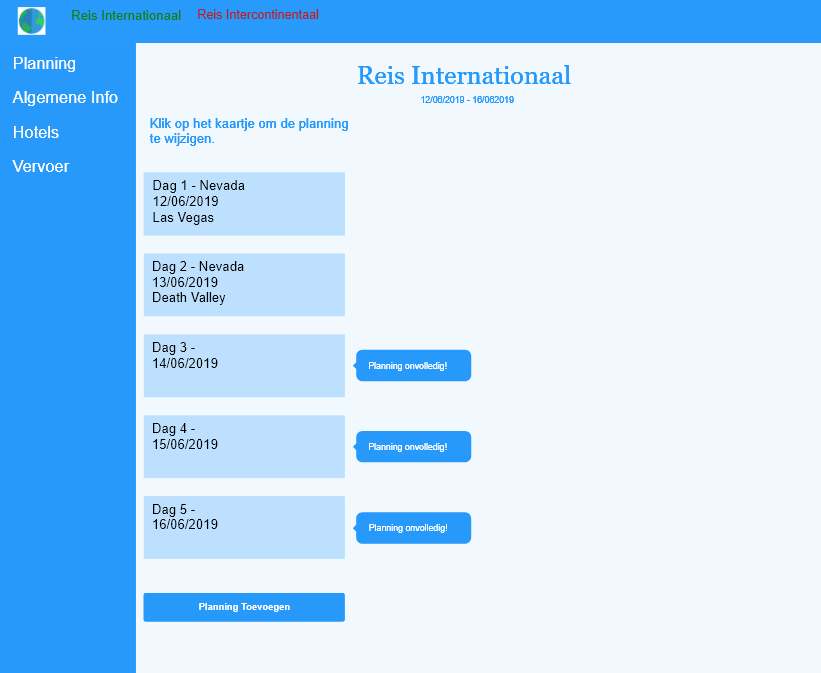 Reis Internationaal
Reis Intercontinentaal
Planning
Algemene Info
Hotels
Vervoer
Reis Internationaal
12/06/2019 - 16/062019
Klik op het kaartje om de planning
te wijzigen.
Dag 1 - Nevada
12/06/2019
Las Vegas
Dag 2 - Nevada
13/06/2019
Death Valley
Dag 3 -
14/06/2019
Planning onvolledig!
Dag 4 -
15/06/2019
Planning onvolledig!
Dag 5 -
16/06/2019
Planning onvolledig!
Planning Toevoegen